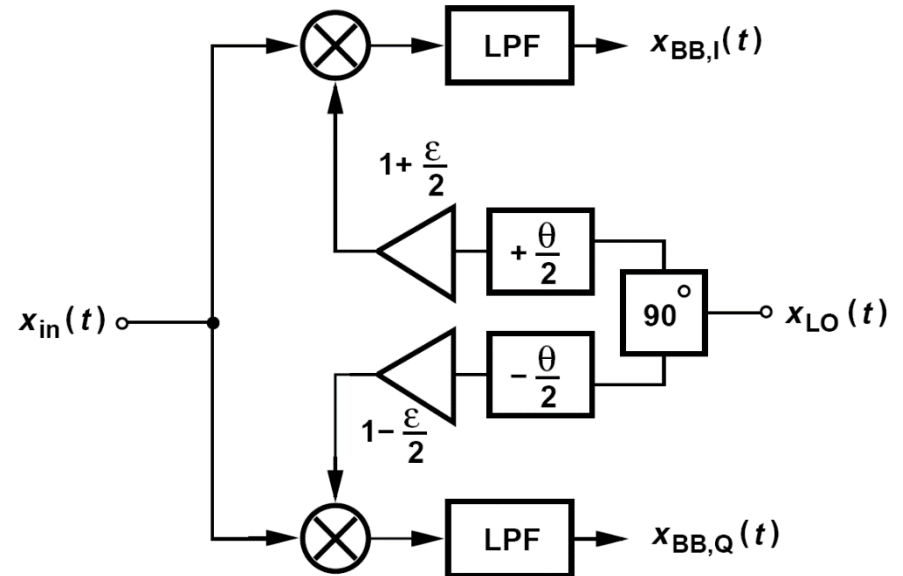 LPF
x_BB,I(t)
1+ ε/2
+ θ/2
x_in(t)
90°
x_LO(t)
− θ/2
1− ε/2
LPF
x_BB,Q(t)